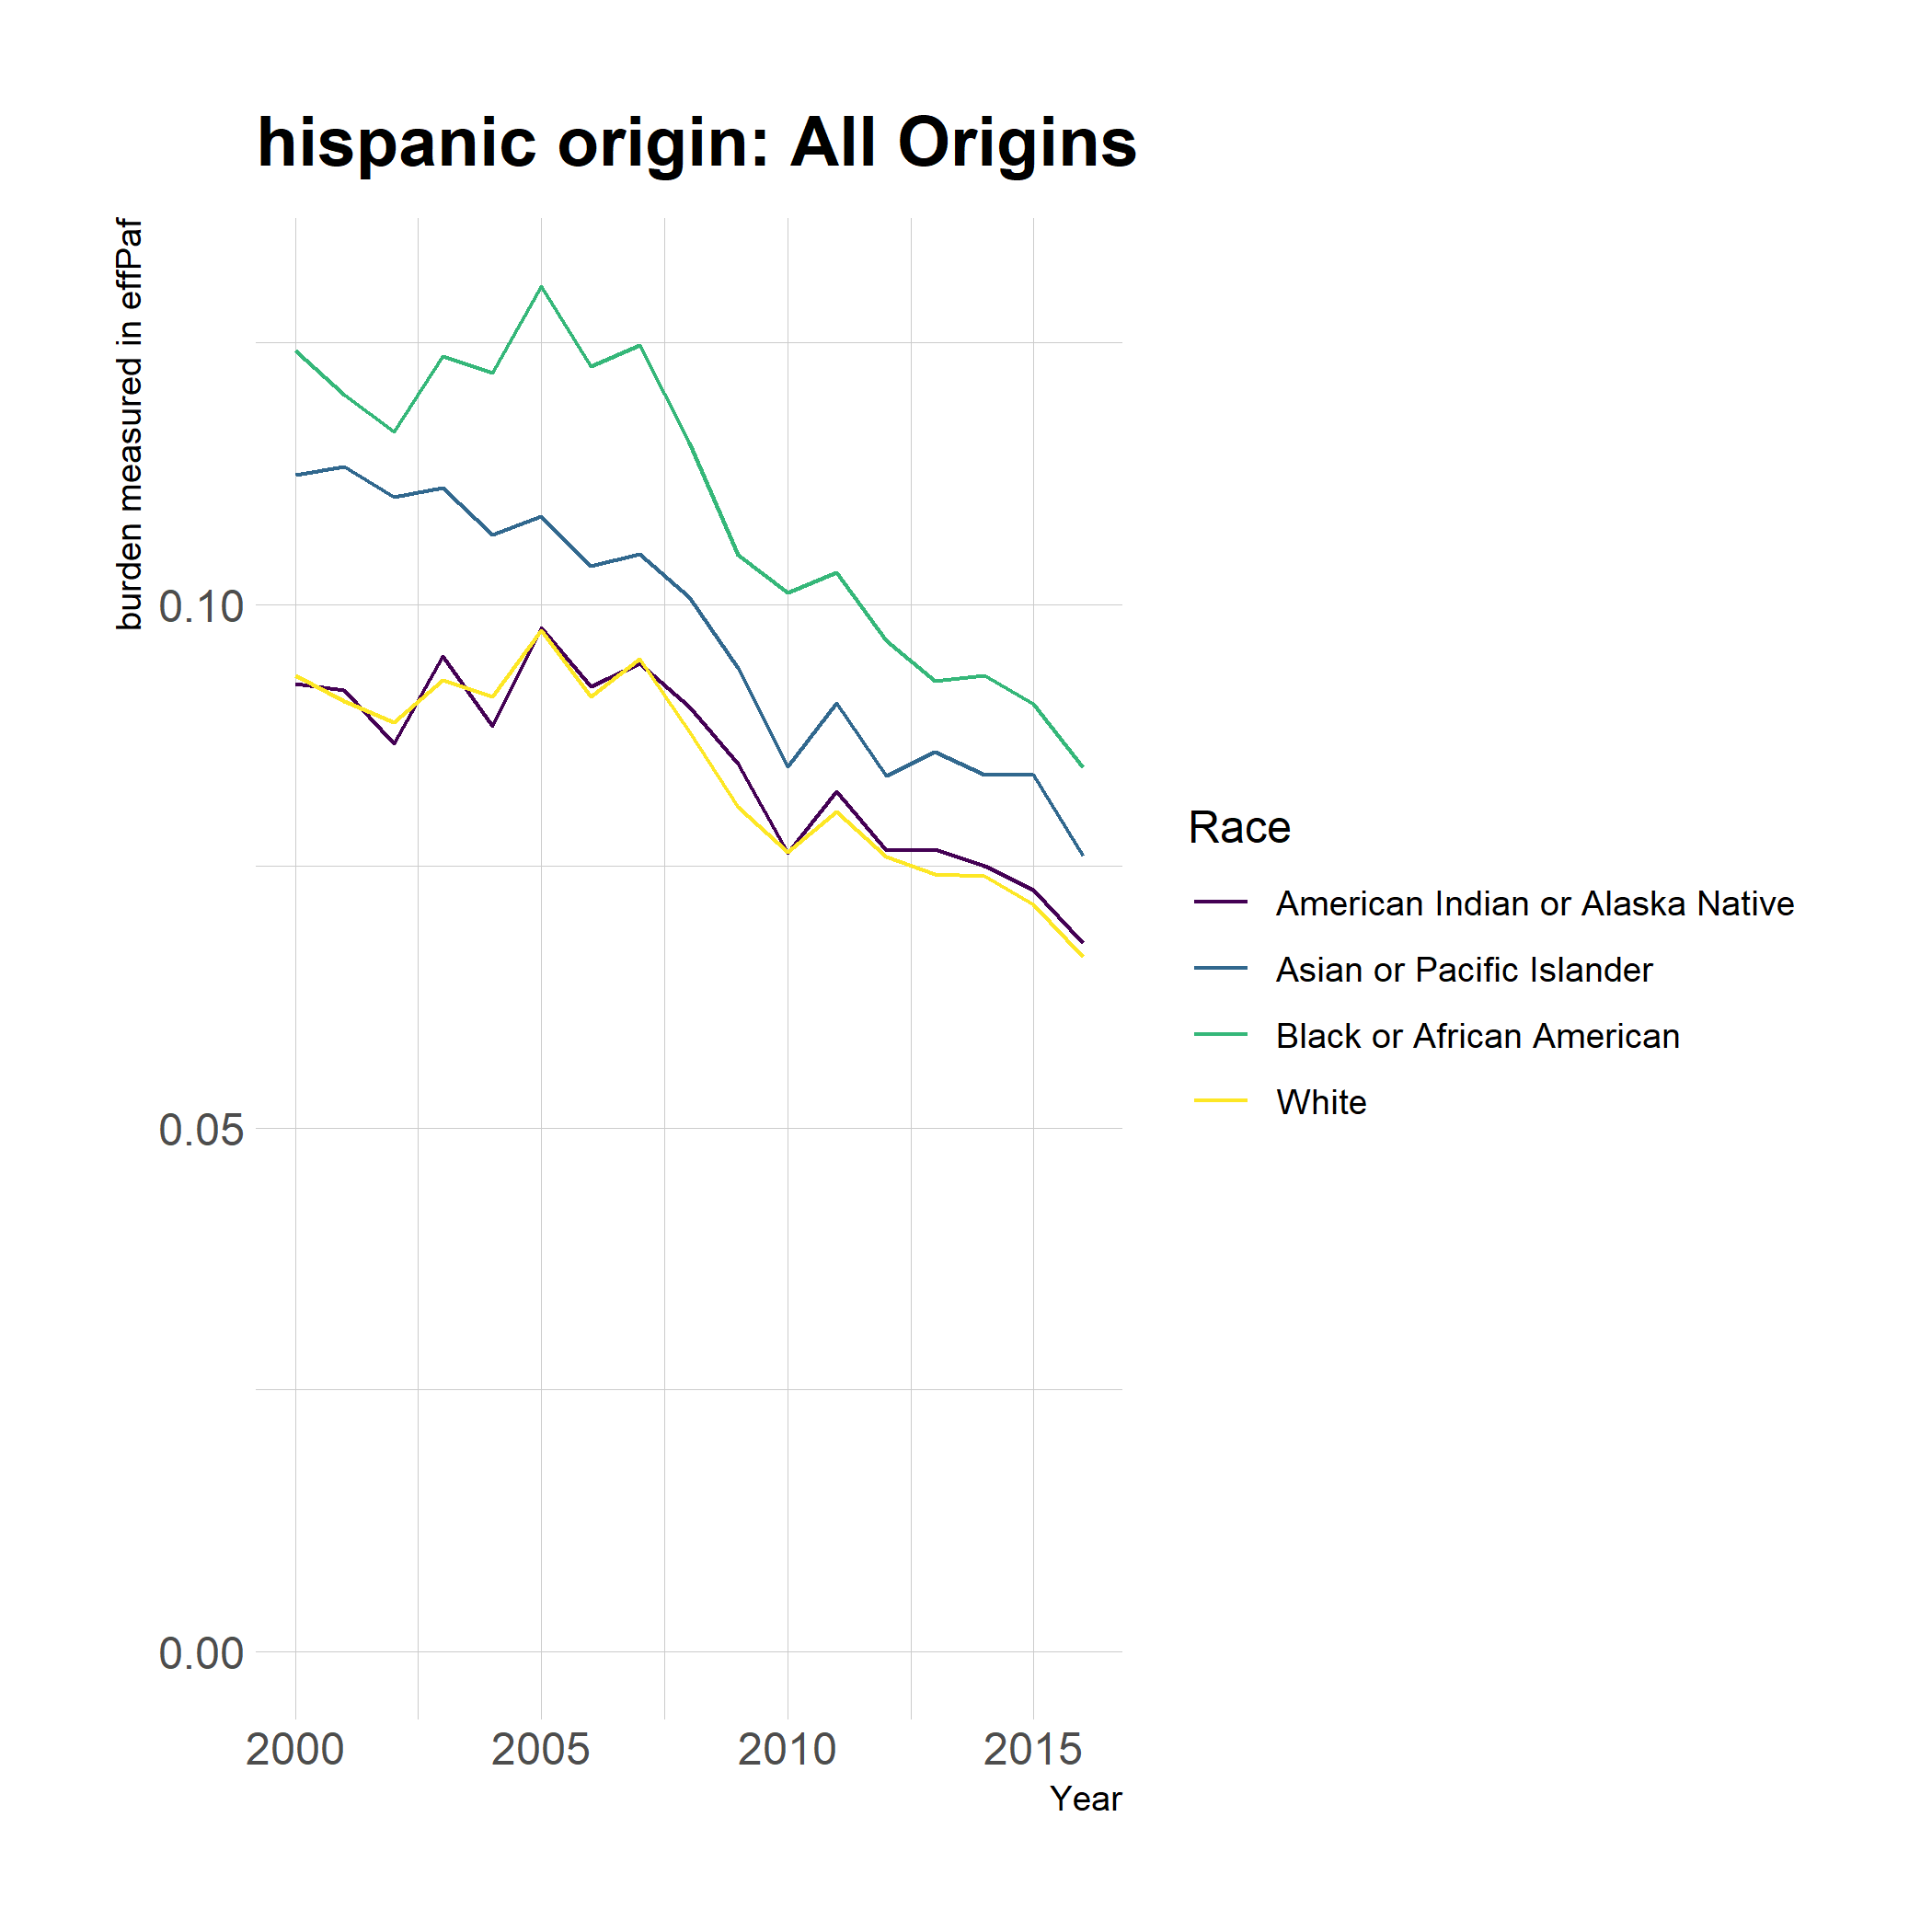 hispanic origin: All Origins
burden measured in effPaf
0.10
0.05
0.00
2000 2005 2010 2015
Year
Race
American Indian or Alaska Native
Asian or Pacific Islander
Black or African American
White